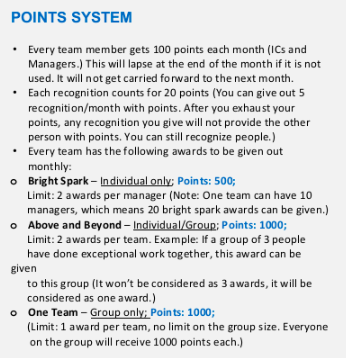 POINTS SYSTEM
• Every team member gets 100 points each month (ICs and
Managers.) This will lapse at the end of the month if it is not
used. It will not get carried forward to the next month.
• Each recognition counts for 20 points (You can give out 5
recognition/month with points. After you exhaust your
points, any recognition you give will not provide the other
person with points. You can still recognize people.)
• Every team has the following awards to be given out
monthly:
o Bright Spark – Individual only; Points: 500;
Limit: 2 awards per manager (Note: One team can have 10
managers, which means 20 bright spark awards can be given.)
o Above and Beyond – Individual/Group; Points: 1000;
Limit: 2 awards per team. Example: If a group of 3 people
have done exceptional work together, this award can be
given
to this group (It won't be considered as 3 awards, it will be
considered as one award.)
o One Team – Group only; Points: 1000;
(Limit: 1 award per team, no limit on the group size. Everyone
on the group will receive 1000 points each.)